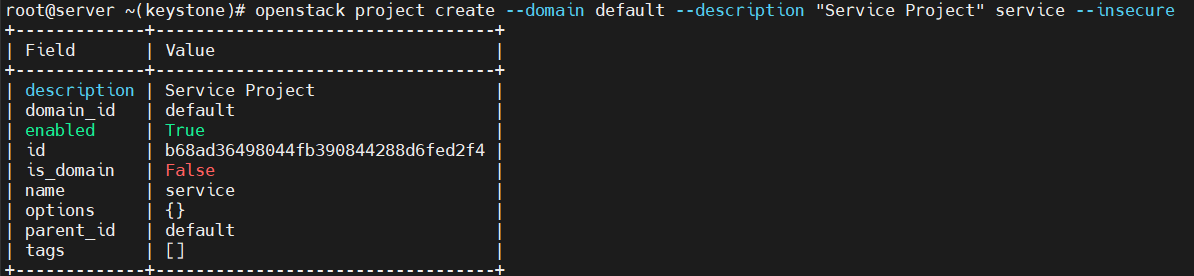 root@server ~(keystone)# openstack project create --domain default --description "Service Project" service --insecure
+-------------+----------------------------------+
| Field       | Value                            |
+-------------+----------------------------------+
| description | Service Project                  |
| domain_id   | default                          |
| enabled     | True                             |
| id          | b68ad36498044fb390844288d6fed2f4 |
| is_domain   | False                            |
| name        | service                          |
| options     | {}                               |
| parent_id   | default                          |
| tags        | []                               |
+-------------+----------------------------------+